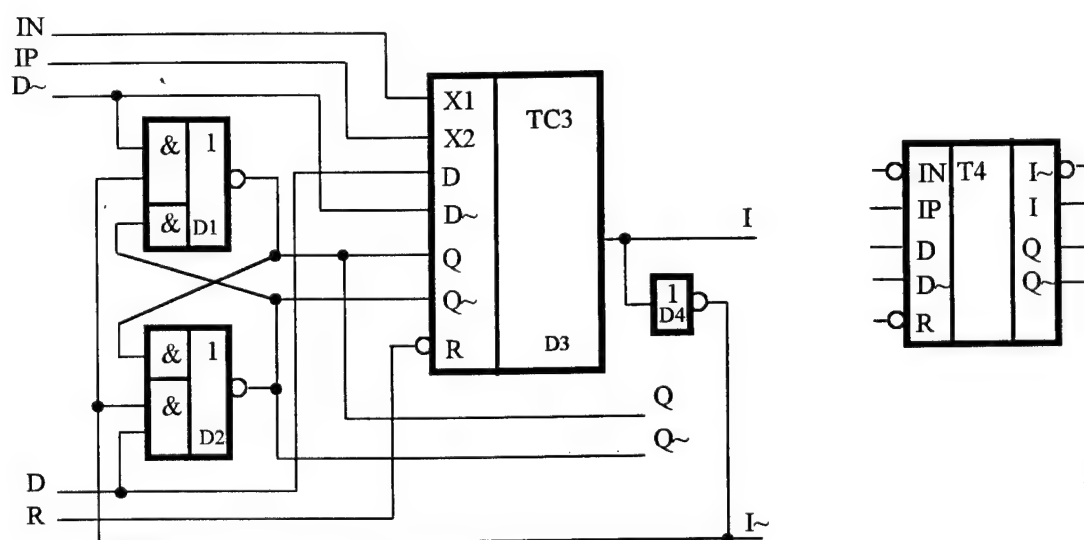 IN
IP
D~
& 1
&
D1
& 1
&
D2
D
R
X1
X2
D
D~
Q
Q~
R
TC3
D3
I
1
D4
Q
Q~
I~
IN T4 I~
IP I
D Q
D~ Q~
R